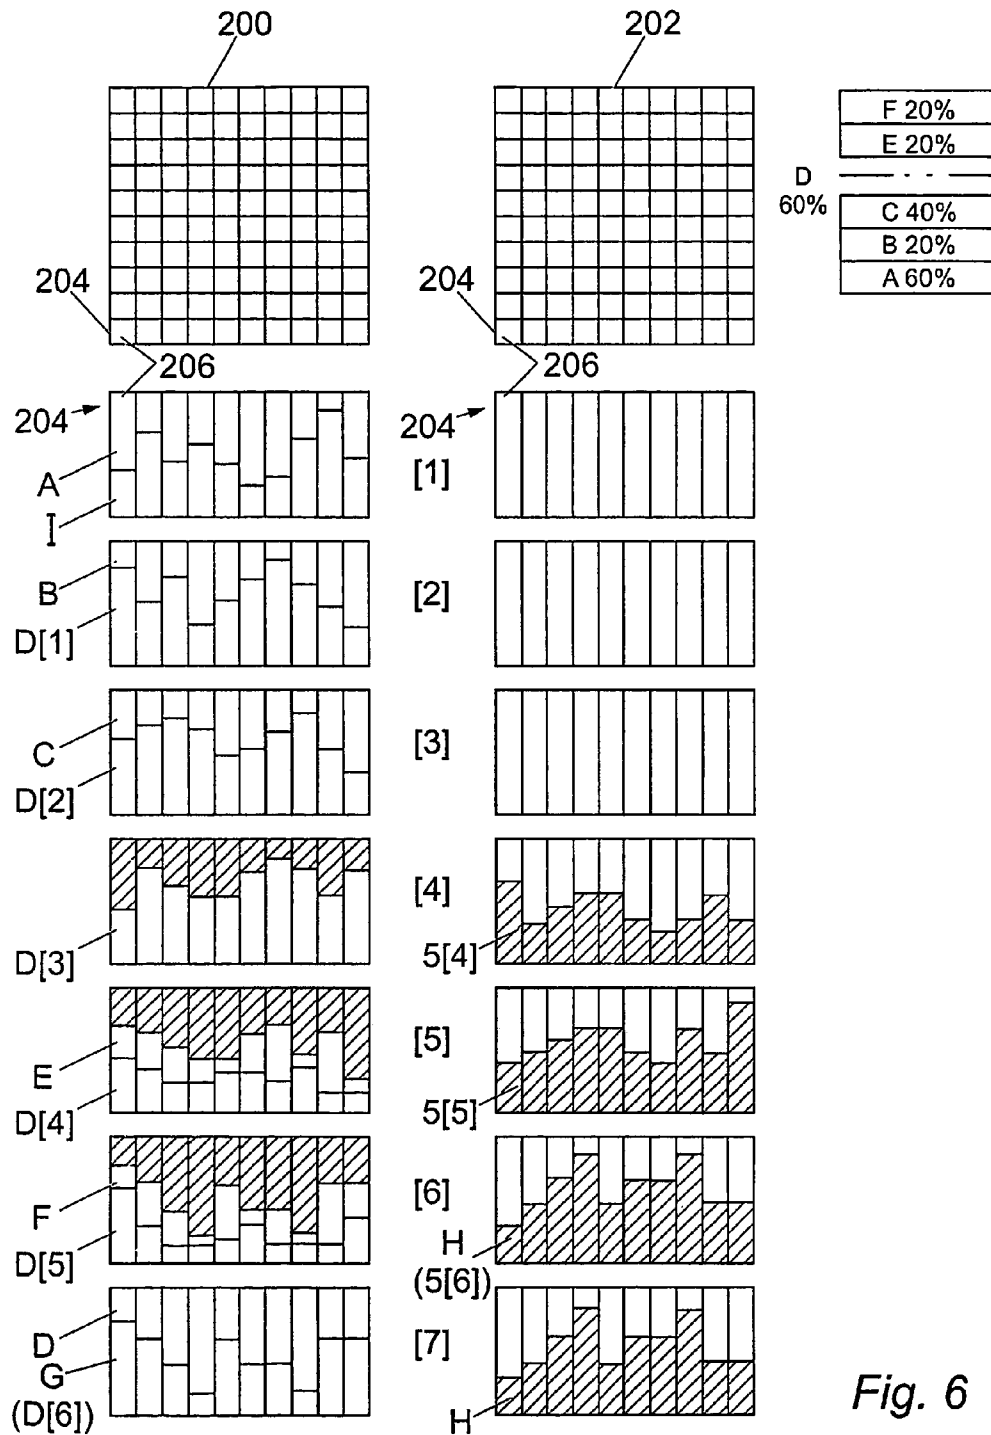 200
202
F 20%
E 20%
D
60%
C 40%
B 20%
A 60%
204
206
204
206
204
A
I
204
[1]
B
D[1]
[2]
C
D[2]
[3]
D[3]
[4]
5[4]
E
D[4]
[5]
5[5]
F
D[5]
[6]
H
(5[6])
D
G
(D[6])
[7]
H
Fig. 6